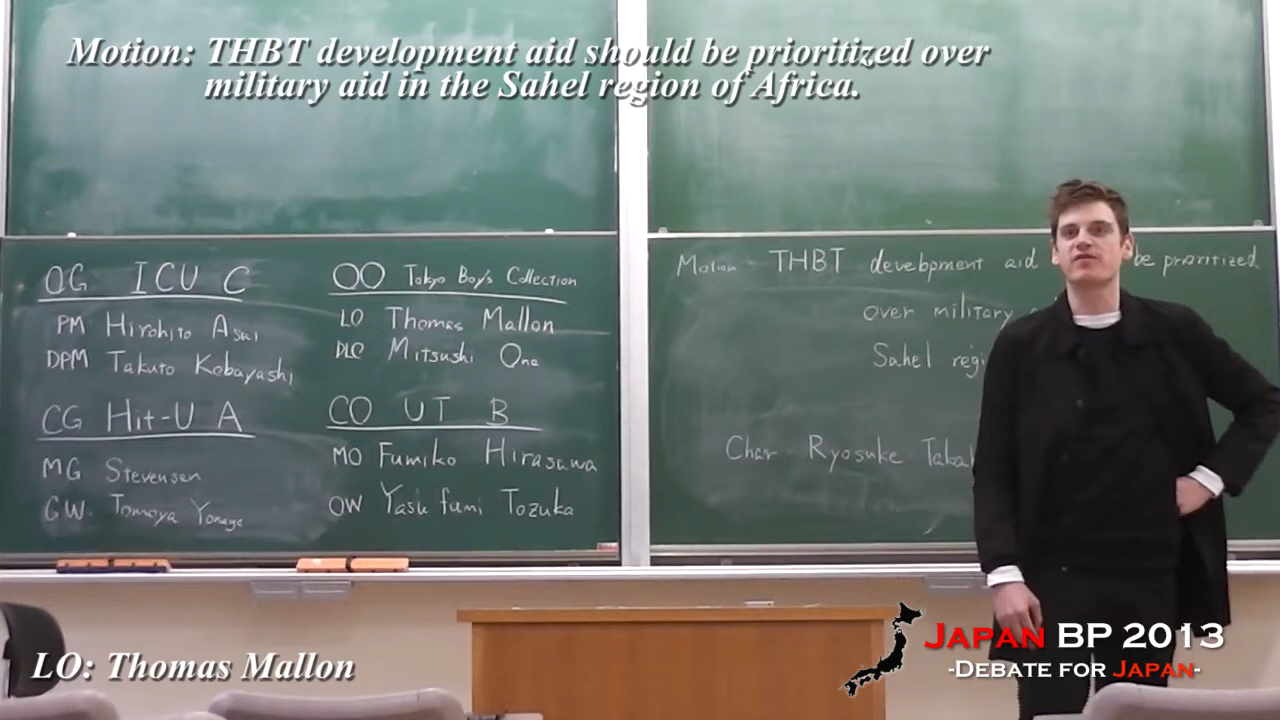 Motion: THBT development aid should be prioritized over
military aid in the Sahel region of Africa.
OG ICU C
PM Hirohito Asai
DPM Takuto Kobayashi
CG Hit-U A
MG Stevensen
GW. Tomoya Yonaga
OO Tokyo Boy's Collection
LO Thomas Mallon
DLO Mitsushi Ono
CO UT B
MO Fumiko Hirasawa
OW Yasufumi Tozuka
Motion THBT development aid be prioritized
over military
Sahel regi
Chair Ryosuke Takah
LO: Thomas Mallon
JAPAN BP 2013
-DEBATE FOR JAPAN-